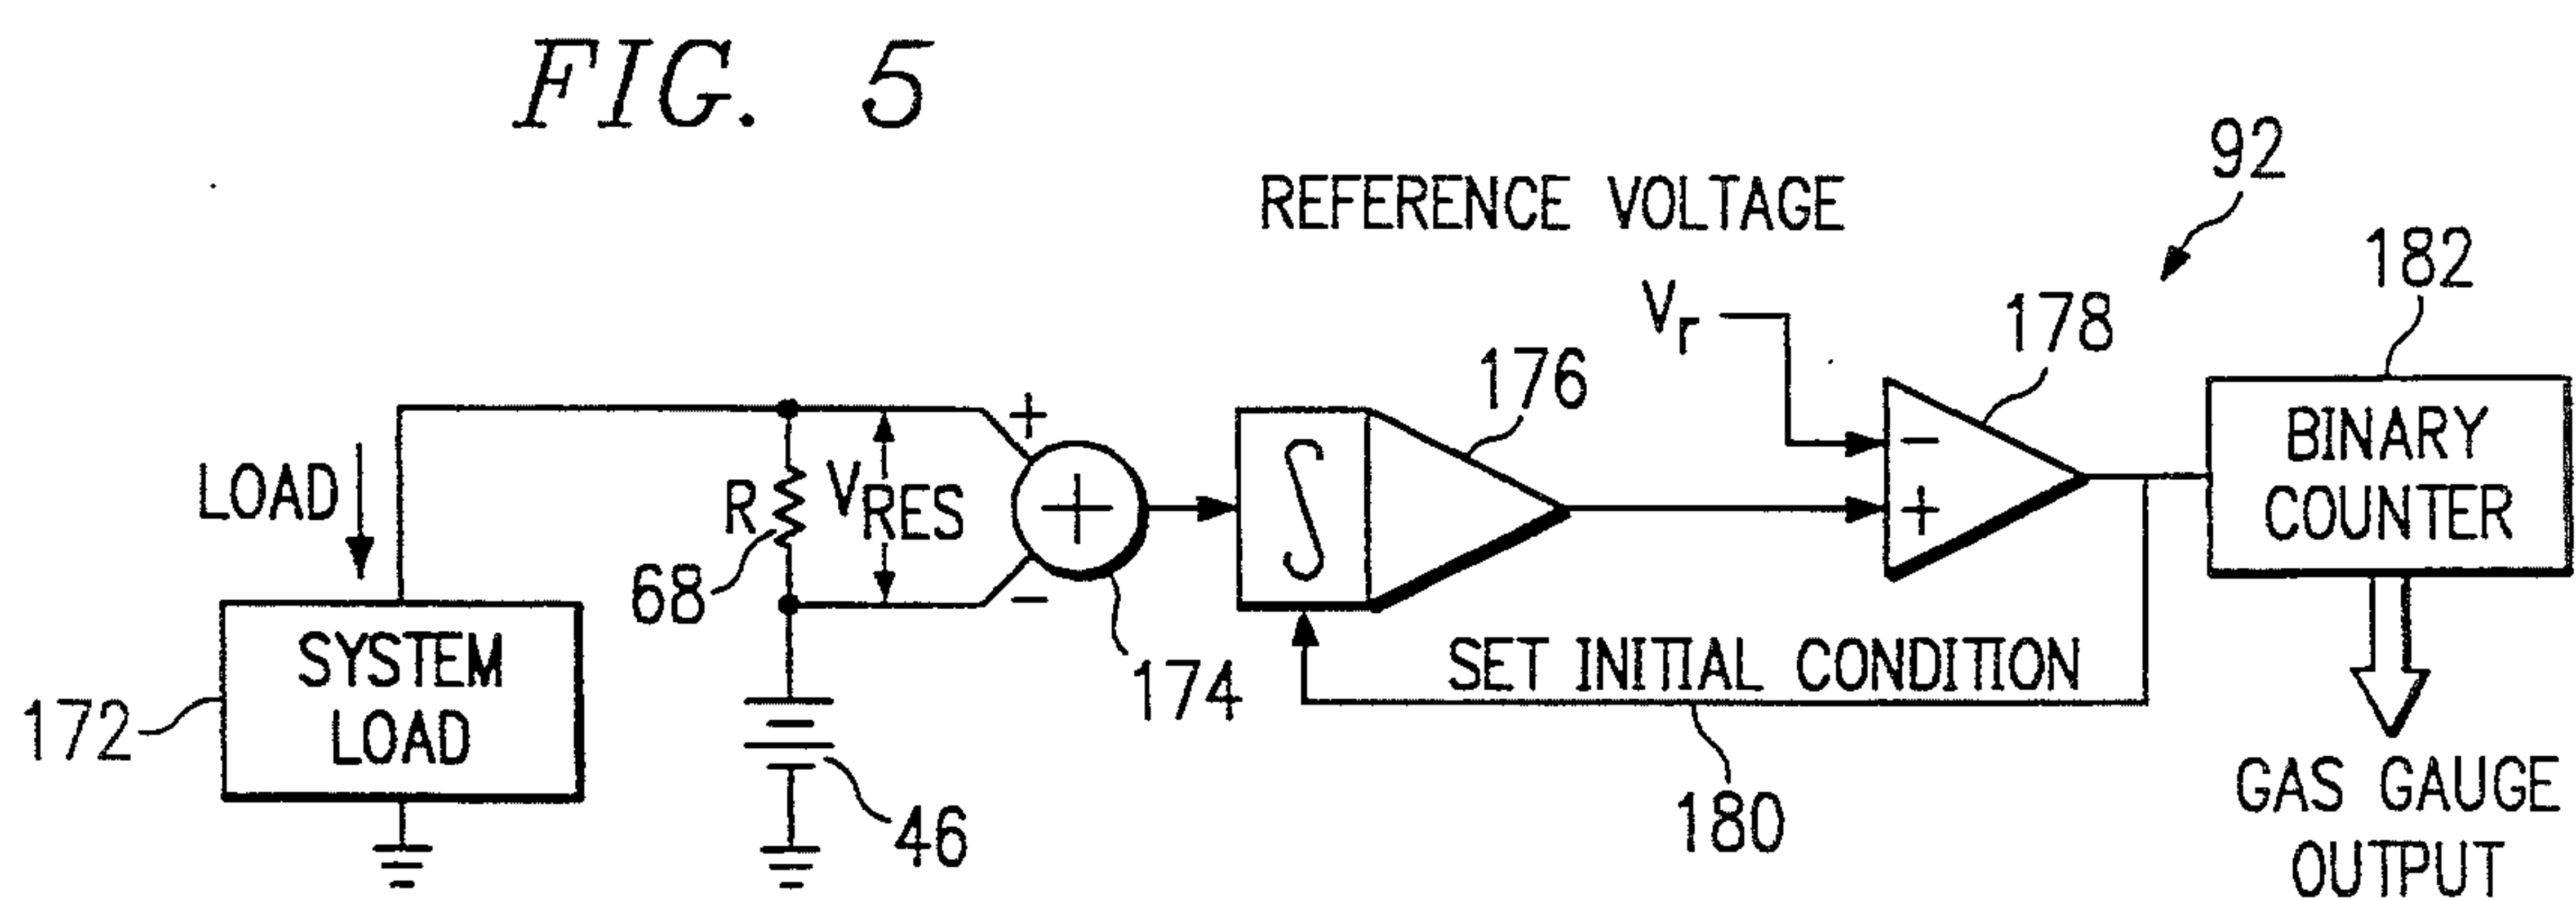 FIG. 5
92
REFERENCE VOLTAGE
182
Vr
178
176
+
−
BINARY
COUNTER
LOAD
R
VRES
+
∫
+
68
−
SYSTEM
LOAD
174
SET INITIAL CONDITION
172
46
180
GAS GAUGE
OUTPUT